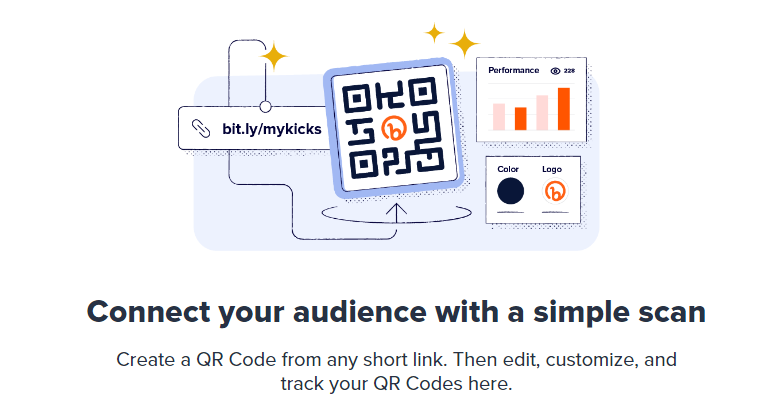 Performance 228
bit.ly/mykicks
Color Logo
Connect your audience with a simple scan
Create a QR Code from any short link. Then edit, customize, and
track your QR Codes here.